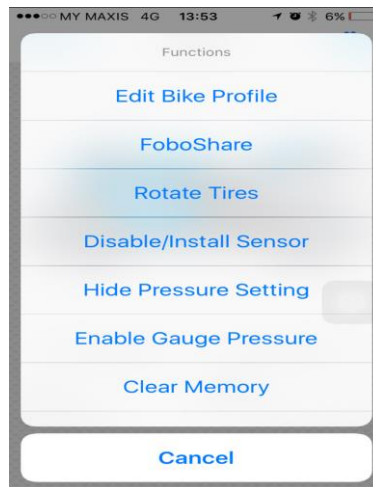 MY MAXIS 4G 13:53 6%
Functions
Edit Bike Profile
FoboShare
Rotate Tires
Disable/Install Sensor
Hide Pressure Setting
Enable Gauge Pressure
Clear Memory
Cancel